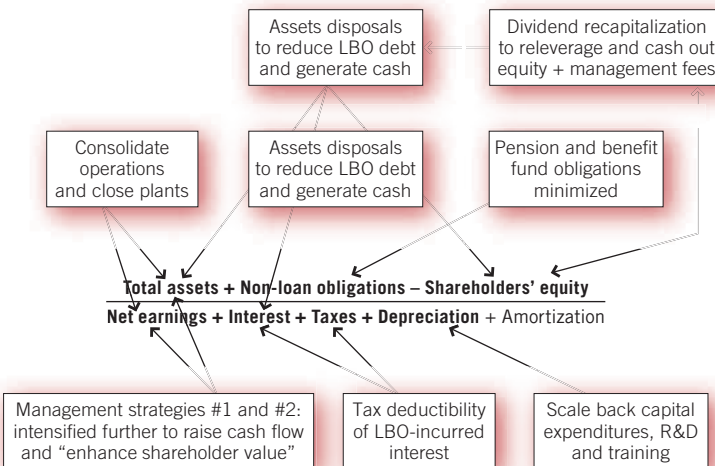 Assets disposals
to reduce LBO debt
and generate cash
Dividend recapitalization
to releverage and cash out
equity + management fees
Consolidate
operations
and close plants
Assets disposals
to reduce LBO debt
and generate cash
Pension and benefit
fund obligations
minimized
Total assets + Non-loan obligations – Shareholders’ equity
Net earnings + Interest + Taxes + Depreciation + Amortization
Management strategies #1 and #2:
intensified further to raise cash flow
and “enhance shareholder value”
Tax deductibility
of LBO-incurred
interest
Scale back capital
expenditures, R&D
and training